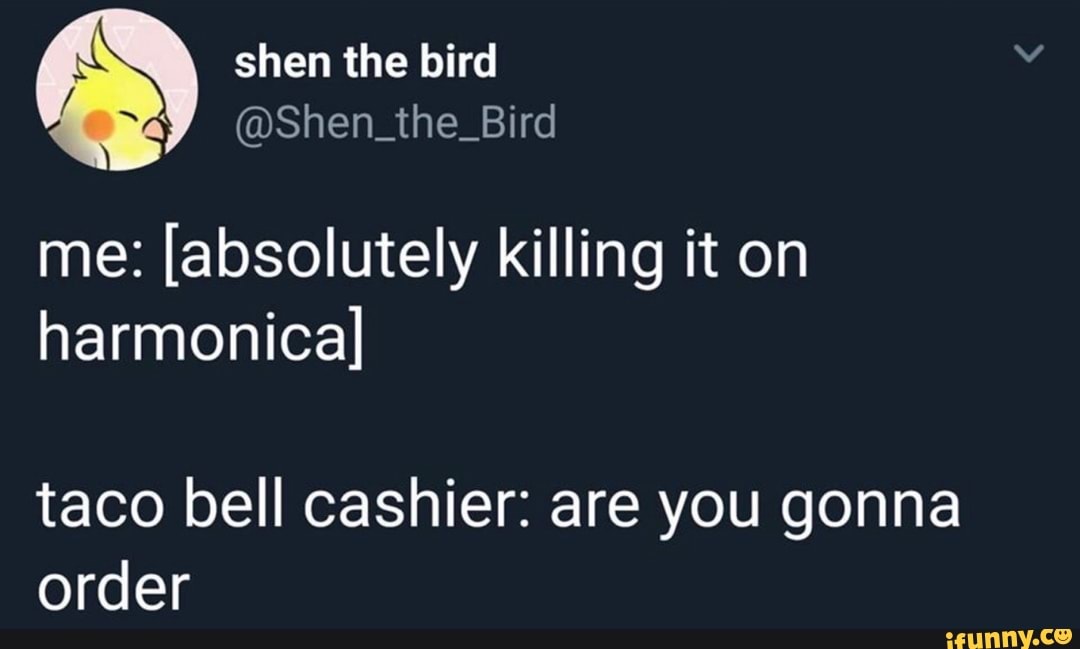 shen the bird
@Shen_the_Bird
me: [absolutely killing it on
harmonica]
taco bell cashier: are you gonna
order
ifunny.co